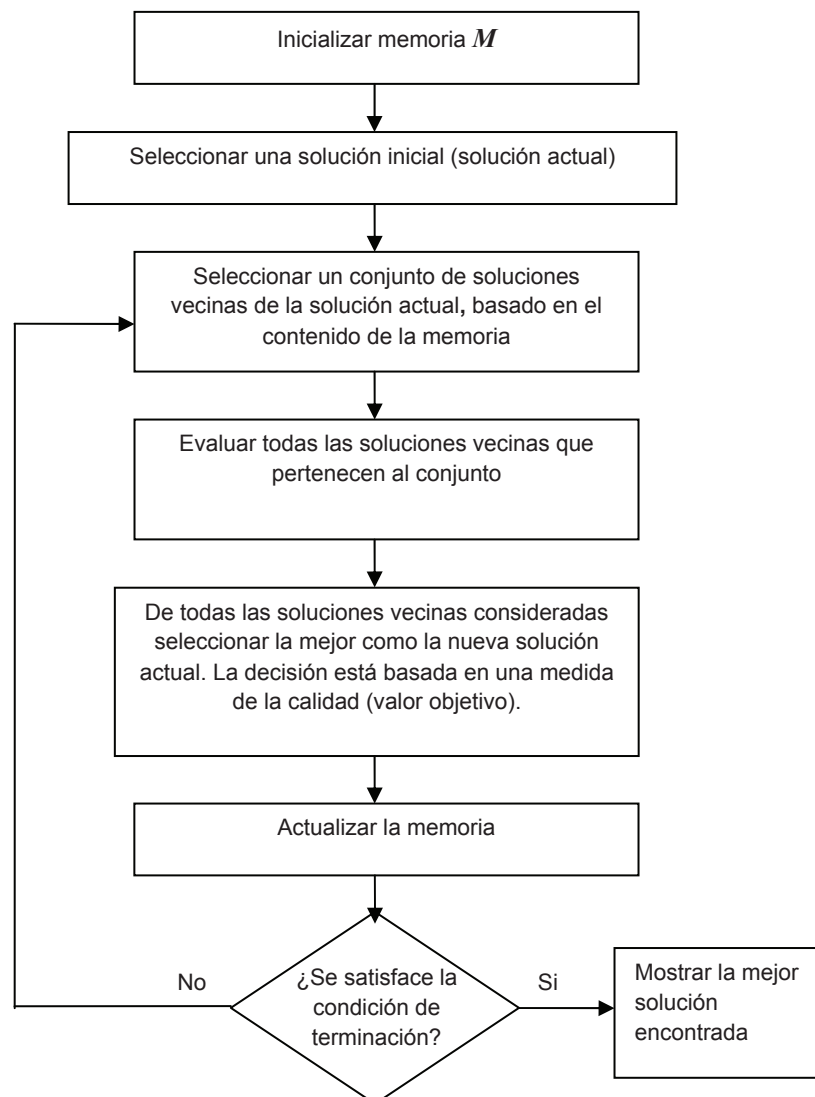 Inicializar memoria M
Seleccionar una solución inicial (solución actual)
Seleccionar un conjunto de soluciones
vecinas de la solución actual, basado en el
contenido de la memoria
Evaluar todas las soluciones vecinas que
pertenecen al conjunto
De todas las soluciones vecinas consideradas
seleccionar la mejor como la nueva solución
actual. La decisión está basada en una medida
de la calidad (valor objetivo).
Actualizar la memoria
No
¿Se satisface la
condición de
terminación?
Si
Mostrar la mejor
solución
encontrada